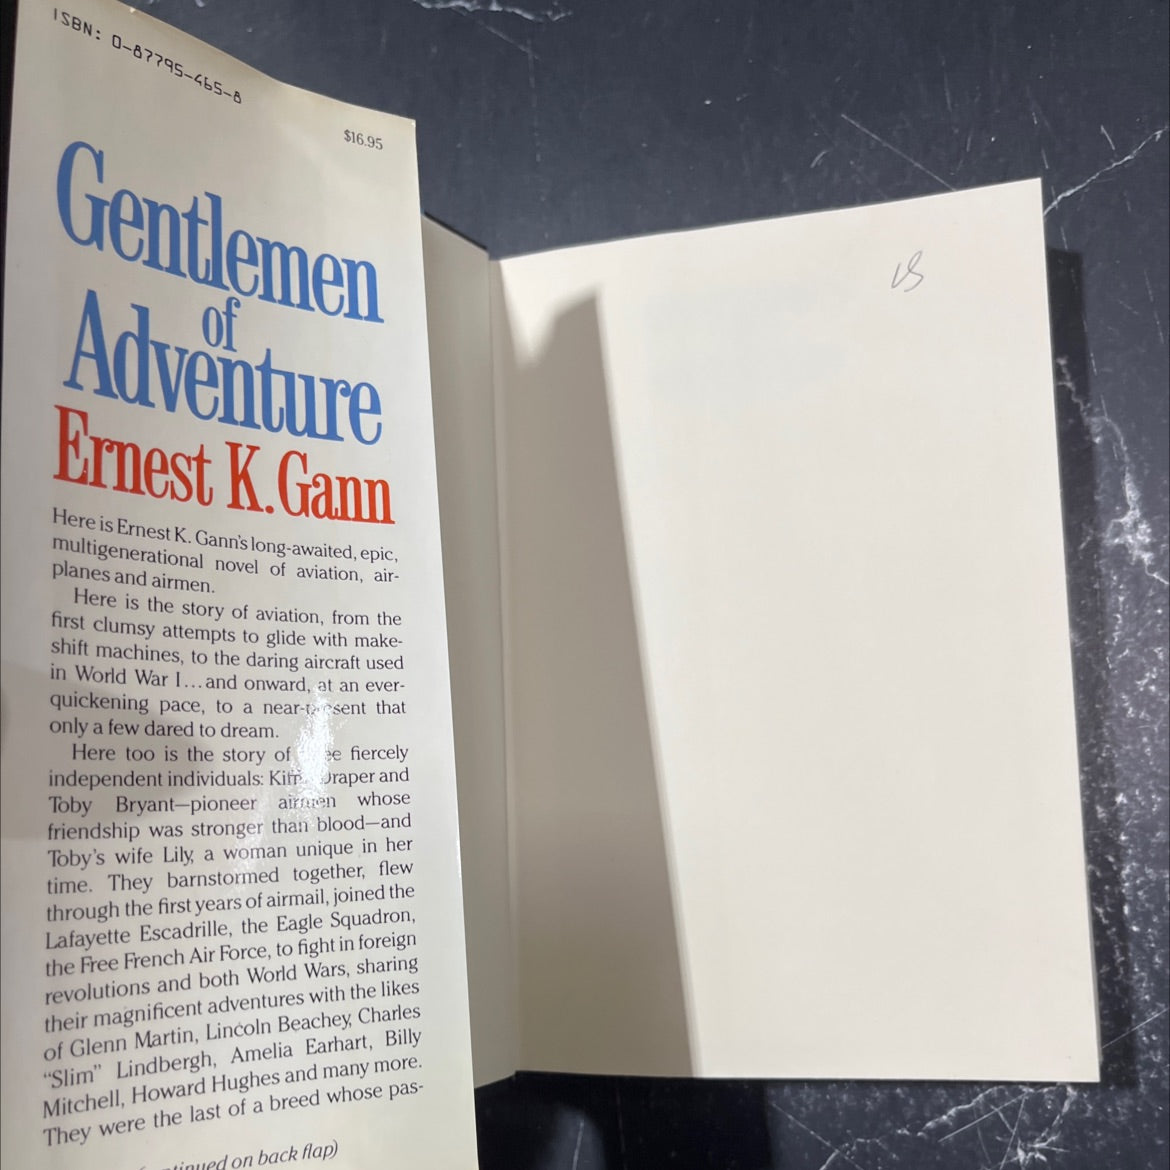 ISBN: 0-87795-465-8
$16.95
Gentlemen
of
Adventure
Ernest K. Gann
Here is Ernest K. Gann's long-awaited, epic,
multigenerational novel of aviation, air-
planes and airmen.
Here is the story of aviation, from the
first clumsy attempts to glide with make-
shift machines, to the daring aircraft used
in World War I...and onward, at an ever-
quickening pace, to a near-present that
only a few dared to dream.
Here too is the story of fiercely
independent individuals: Draper and
Toby Bryant—pioneer airmen whose
friendship was stronger than blood—and
Toby's wife Lily, a woman unique in her
time. They barnstormed together, flew
through the first years of airmail, joined the
Lafayette Escadrille, the Eagle Squadron,
the Free French Air Force, to fight in foreign
revolutions and both World Wars, sharing
their magnificent adventures with the likes
of Glenn Martin, Lincoln Beachey, Charles
"Slim" Lindbergh, Amelia Earhart, Billy
Mitchell, Howard Hughes and many more.
They were the last of a breed whose pas-
on back flap)